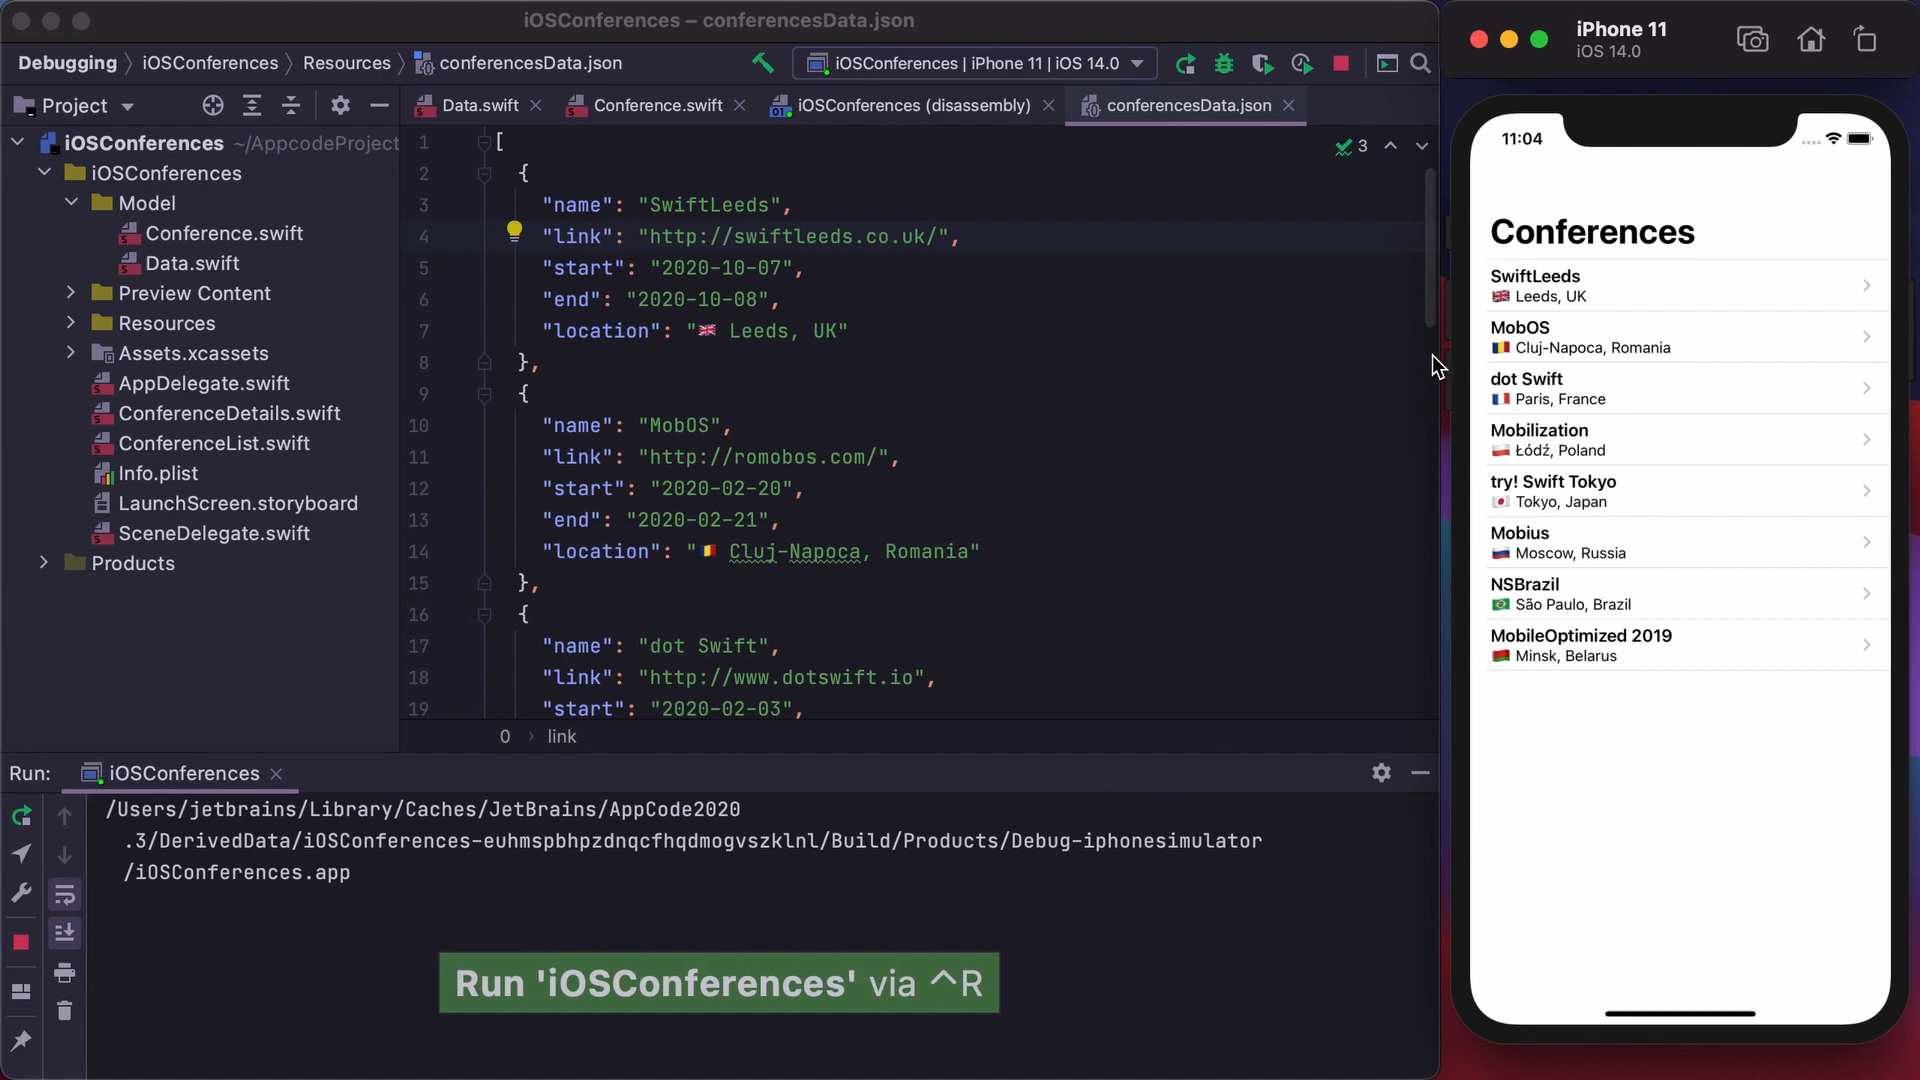 iOSConferences – conferencesData.json
Debugging iOSConferences Resources conferencesData.json
iOSConferences | iPhone 11 | iOS 14.0
Project
Data.swift
Conference.swift
iOSConferences (disassembly)
conferencesData.json
iOSConferences ~/AppcodeProject
iOSConferences
Model
Conference.swift
Data.swift
Preview Content
Resources
Assets.xcassets
AppDelegate.swift
ConferenceDetails.swift
ConferenceList.swift
Info.plist
LaunchScreen.storyboard
SceneDelegate.swift
Products
3
1 [
2 {
3 "name": "SwiftLeeds",
4 "link": "http://swiftleeds.co.uk/",
5 "start": "2020-10-07",
6 "end": "2020-10-08",
7 "location": "🇬🇧 Leeds, UK"
8 },
9 {
10 "name": "MobOS",
11 "link": "http://romobos.com/",
12 "start": "2020-02-20",
13 "end": "2020-02-21",
14 "location": "🇷🇴 Cluj-Napoca, Romania"
15 },
16 {
17 "name": "dot Swift",
18 "link": "http://www.dotswift.io",
19 "start": "2020-02-03",
0 › link
Run: iOSConferences
/Users/jetbrains/Library/Caches/JetBrains/AppCode2020
.3/DerivedData/iOSConferences-euhmspbhpzdnqcfhqdmogvszklnl/Build/Products/Debug-iphonesimulator
/iOSConferences.app
Run 'iOSConferences' via ^R
iPhone 11
iOS 14.0
11:04
Conferences
SwiftLeeds
🇬🇧 Leeds, UK
MobOS
🇷🇴 Cluj-Napoca, Romania
dot Swift
🇫🇷 Paris, France
Mobilization
🇵🇱 Łódź, Poland
try! Swift Tokyo
🇯🇵 Tokyo, Japan
Mobius
🇷🇺 Moscow, Russia
NSBrazil
🇧🇷 São Paulo, Brazil
MobileOptimized 2019
🇧🇾 Minsk, Belarus